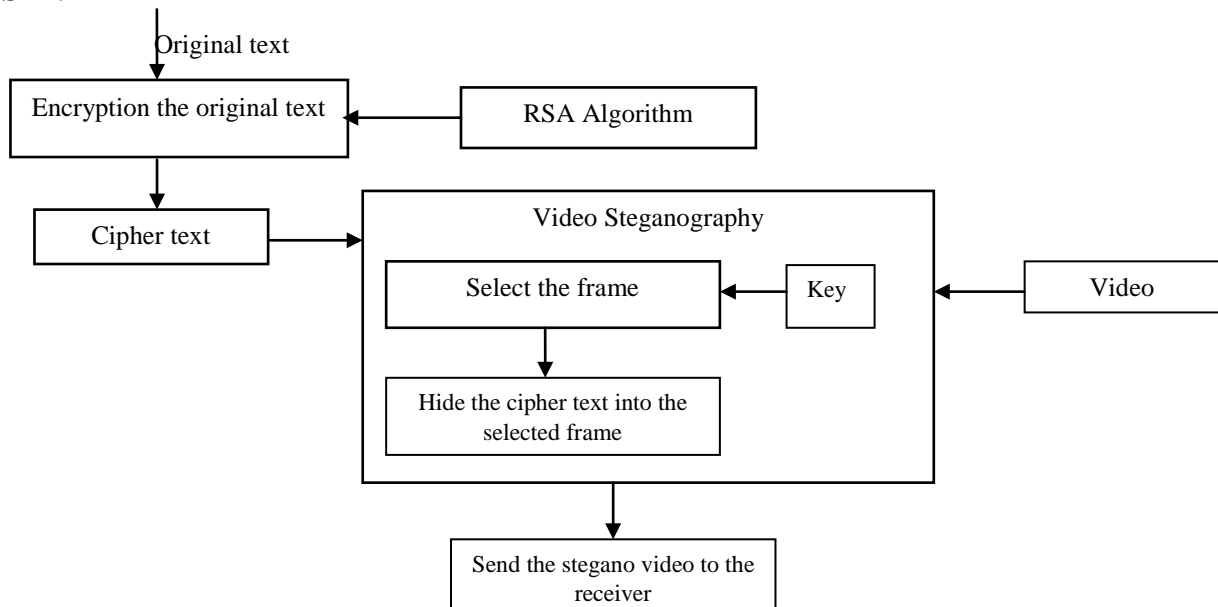 Original text
Encryption the original text
RSA Algorithm
Cipher text
Video Steganography
Select the frame
Key
Video
Hide the cipher text into the
selected frame
Send the stegano video to the
receiver